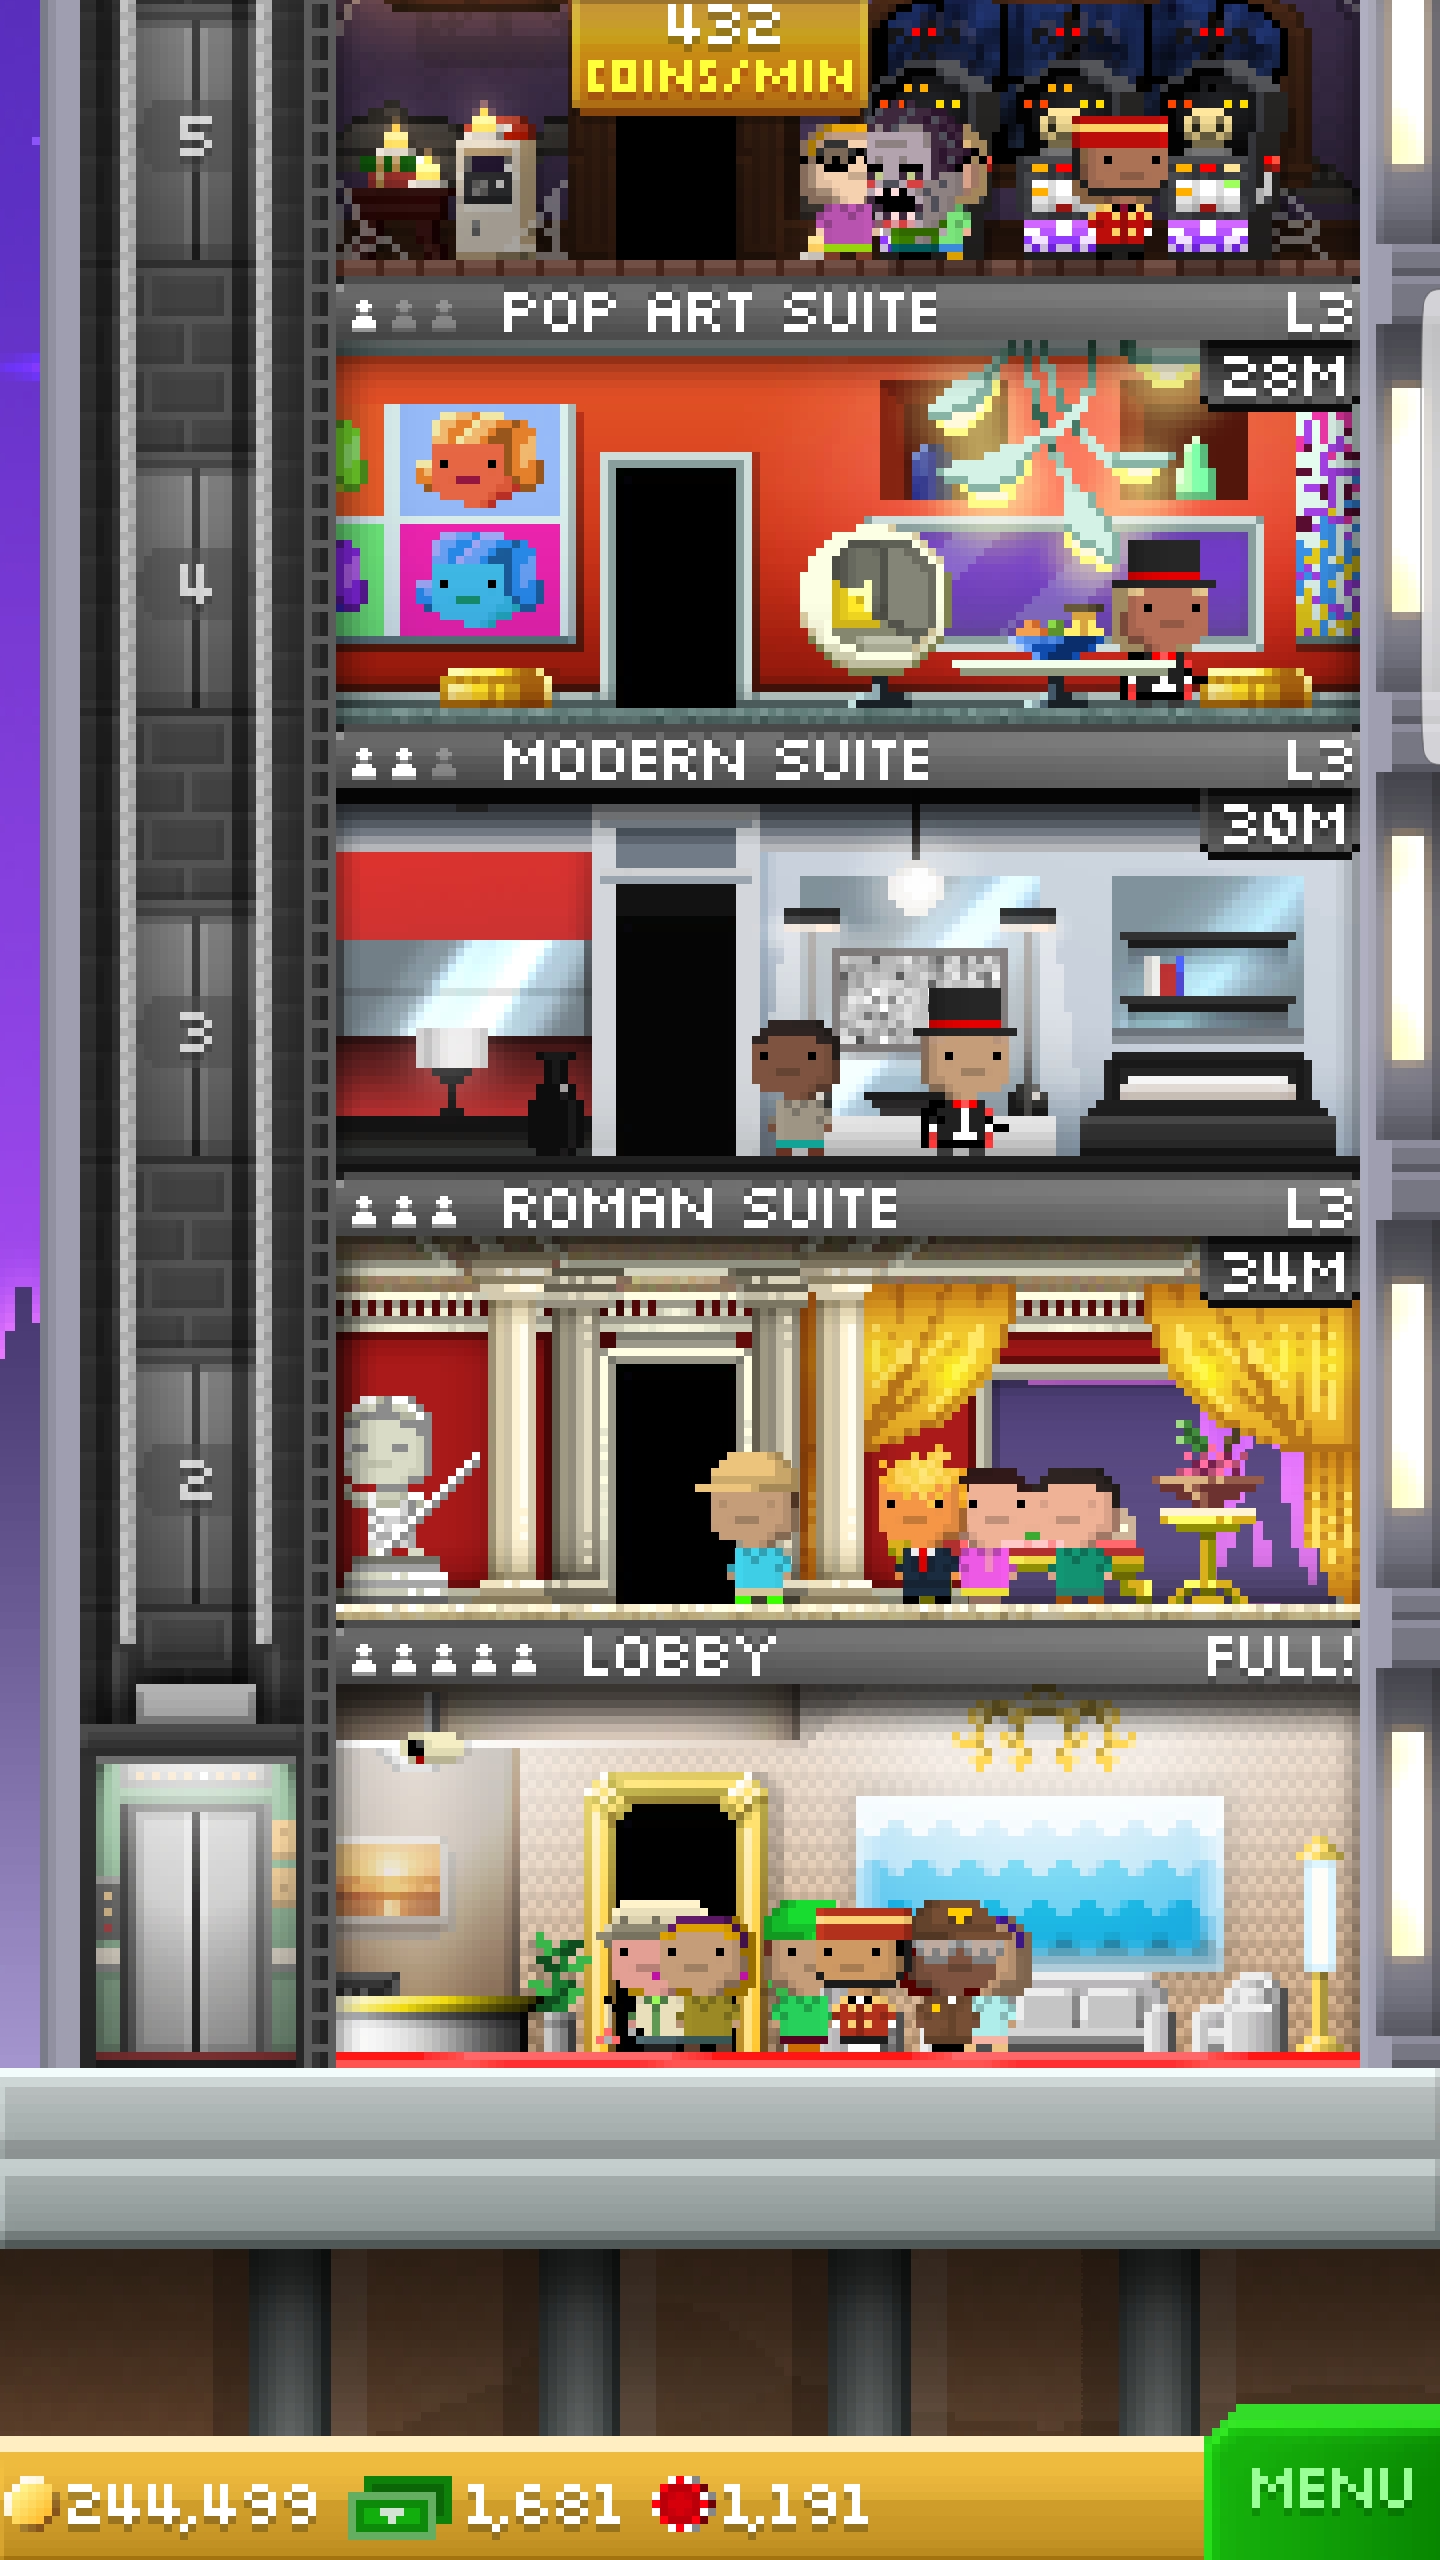 432
COINS/MIN
5
POP ART SUITE L3
28M
4
MODERN SUITE L3
30M
3
ROMAN SUITE L3
34M
2
LOBBY FULL!
244,499 1,681 1,191
MENU